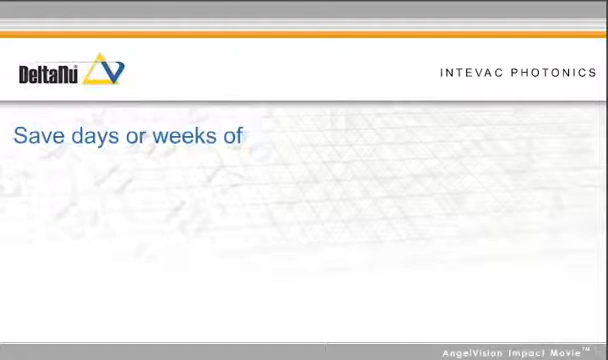 DeltaNu
INTEVAC PHOTONICS
Save days or weeks of
AngelVision Impact Movie™